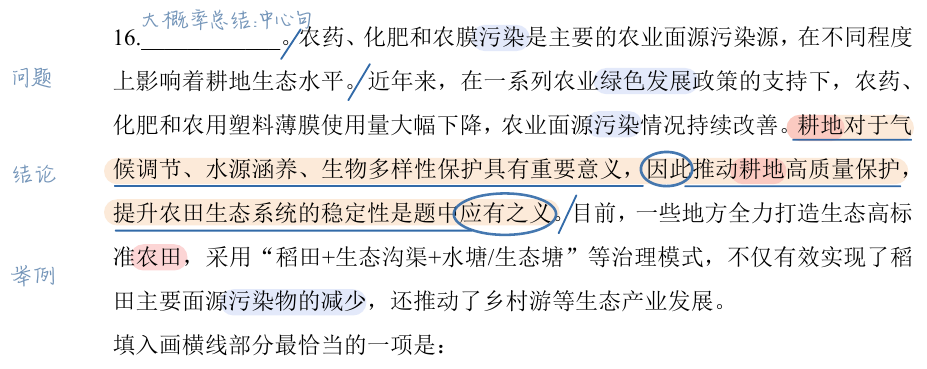 大概率总结:中心句
16.____________。农药、化肥和农膜污染是主要的农业面源污染源，在不同程度
问题
上影响着耕地生态水平。近年来，在一系列农业绿色发展政策的支持下，农药、
化肥和农用塑料薄膜使用量大幅下降，农业面源污染情况持续改善。耕地对于气
结论
候调节、水源涵养、生物多样性保护具有重要意义，因此推动耕地高质量保护，
提升农田生态系统的稳定性是题中应有之义。目前，一些地方全力打造生态高标
举例
准农田，采用“稻田+生态沟渠+水塘/生态塘”等治理模式，不仅有效实现了稻
田主要面源污染物的减少，还推动了乡村游等生态产业发展。
填入画横线部分最恰当的一项是：